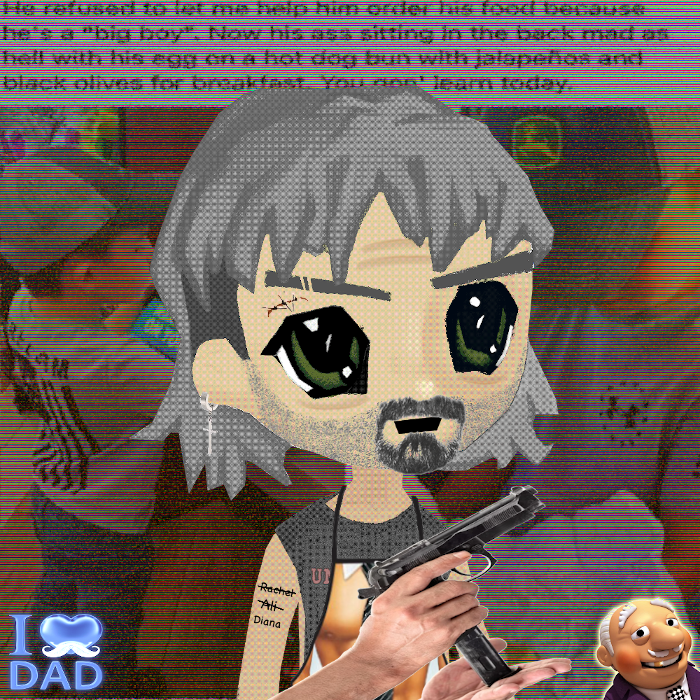 He refused to let me help him order his food because
he's a "big boy". Now his ass sitting in the back mad as
hell with his egg on a hot dog bun with jalapeños and
black olives for breakfast. You gon' learn today.
Rachel
Ali
Diana
I
DAD